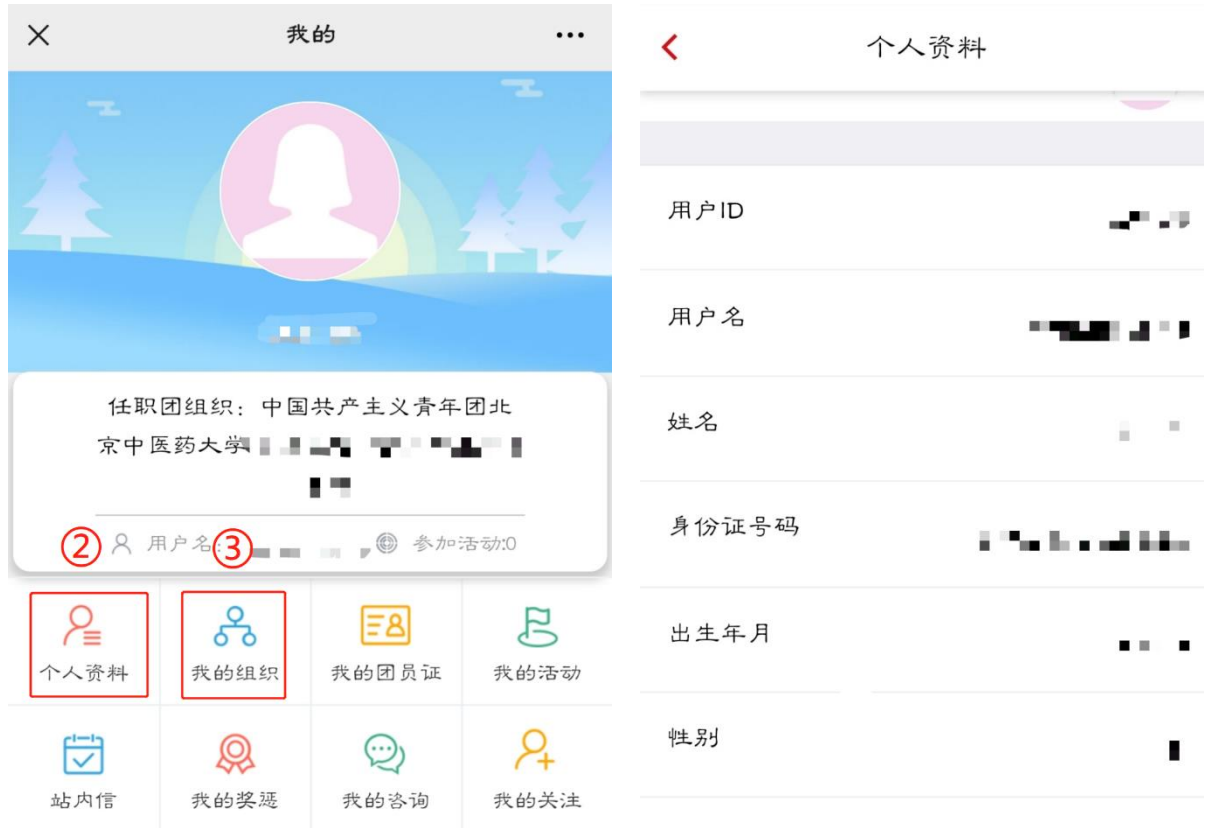 我的
任职团组织：中国共产主义青年团北
京中医药大学
② 用户名: ③ 参加活动:0
个人资料 我的组织 我的团员证 我的活动
站内信 我的奖惩 我的咨询 我的关注
个人资料
用户ID
用户名
姓名
身份证号码
出生年月
性别